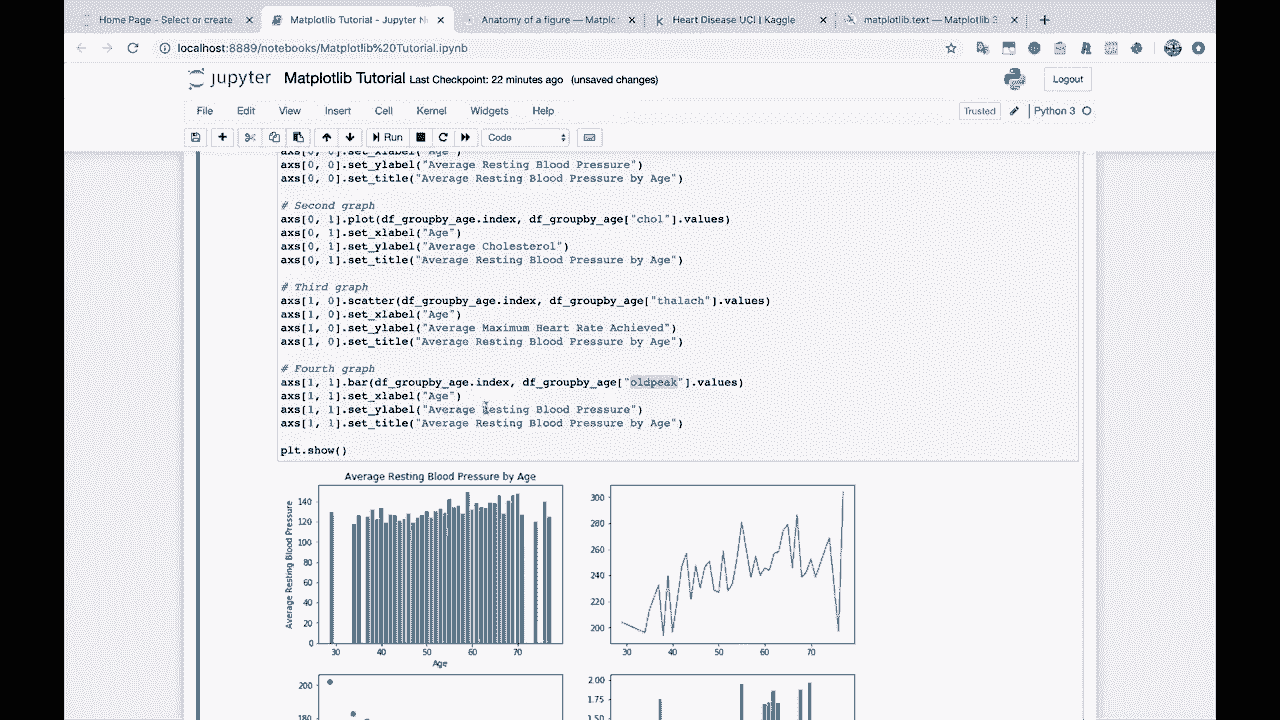 Home Page - Select or create
Matplotlib Tutorial - Jupyter N
Anatomy of a figure — Matplo
Heart Disease UCI | Kaggle
matplotlib.text — Matplotlib 3
localhost:8889/notebooks/Matplotlib%20Tutorial.ipynb
jupyter Matplotlib Tutorial Last Checkpoint: 22 minutes ago (unsaved changes)
Logout
File Edit View Insert Cell Kernel Widgets Help
Trusted
Python 3
Run
Code
axs[0, 0].set_xlabel("Age")
axs[0, 0].set_ylabel("Average Resting Blood Pressure")
axs[0, 0].set_title("Average Resting Blood Pressure by Age")
# Second graph
axs[0, 1].plot(df_groupby_age.index, df_groupby_age["chol"].values)
axs[0, 1].set_xlabel("Age")
axs[0, 1].set_ylabel("Average Cholesterol")
axs[0, 1].set_title("Average Resting Blood Pressure by Age")
# Third graph
axs[1, 0].scatter(df_groupby_age.index, df_groupby_age["thalach"].values)
axs[1, 0].set_xlabel("Age")
axs[1, 0].set_ylabel("Average Maximum Heart Rate Achieved")
axs[1, 0].set_title("Average Resting Blood Pressure by Age")
# Fourth graph
axs[1, 1].bar(df_groupby_age.index, df_groupby_age["oldpeak"].values)
axs[1, 1].set_xlabel("Age")
axs[1, 1].set_ylabel("Average Resting Blood Pressure")
axs[1, 1].set_title("Average Resting Blood Pressure by Age")
plt.show()
Average Resting Blood Pressure by Age
Average Resting Blood Pressure
140
120
100
80
60
40
20
0
30 40 50 60 70
Age
300
280
260
240
220
200
30 40 50 60 70
200
180
2.00
1.75
1.50